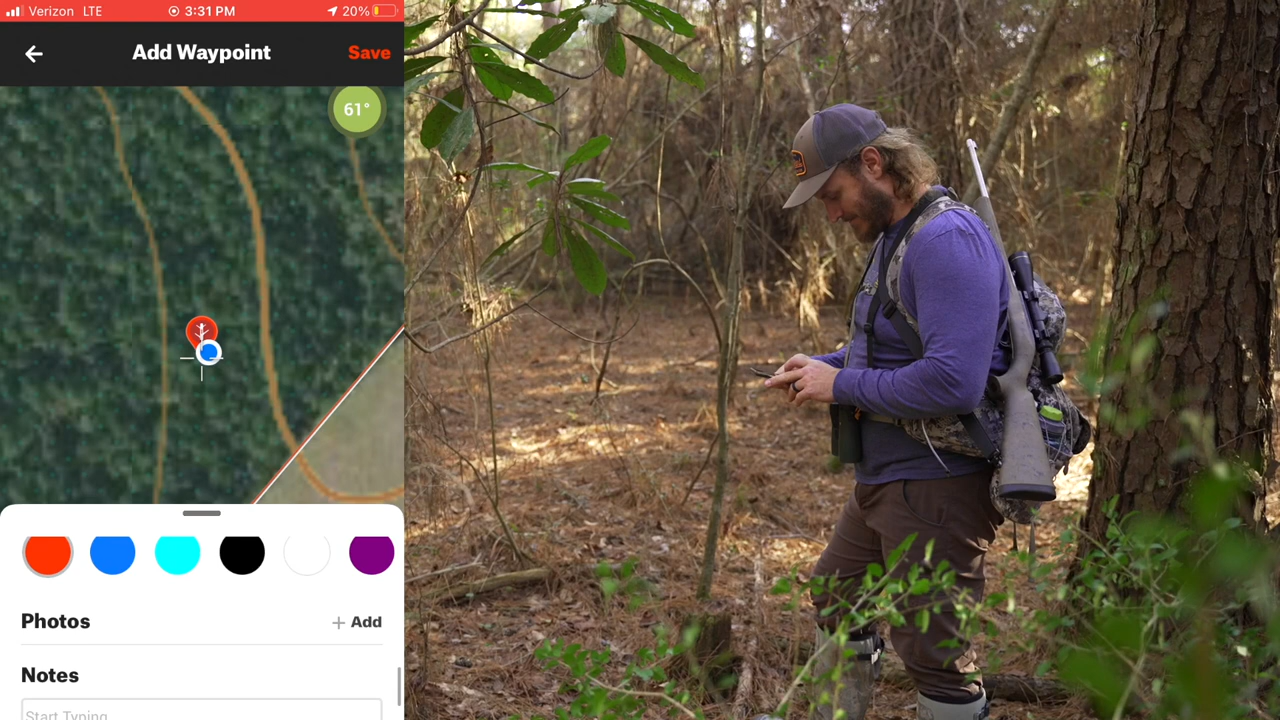 Verizon LTE 3:31 PM 20%
Add Waypoint Save
61°
Photos + Add
Notes
Start Typing